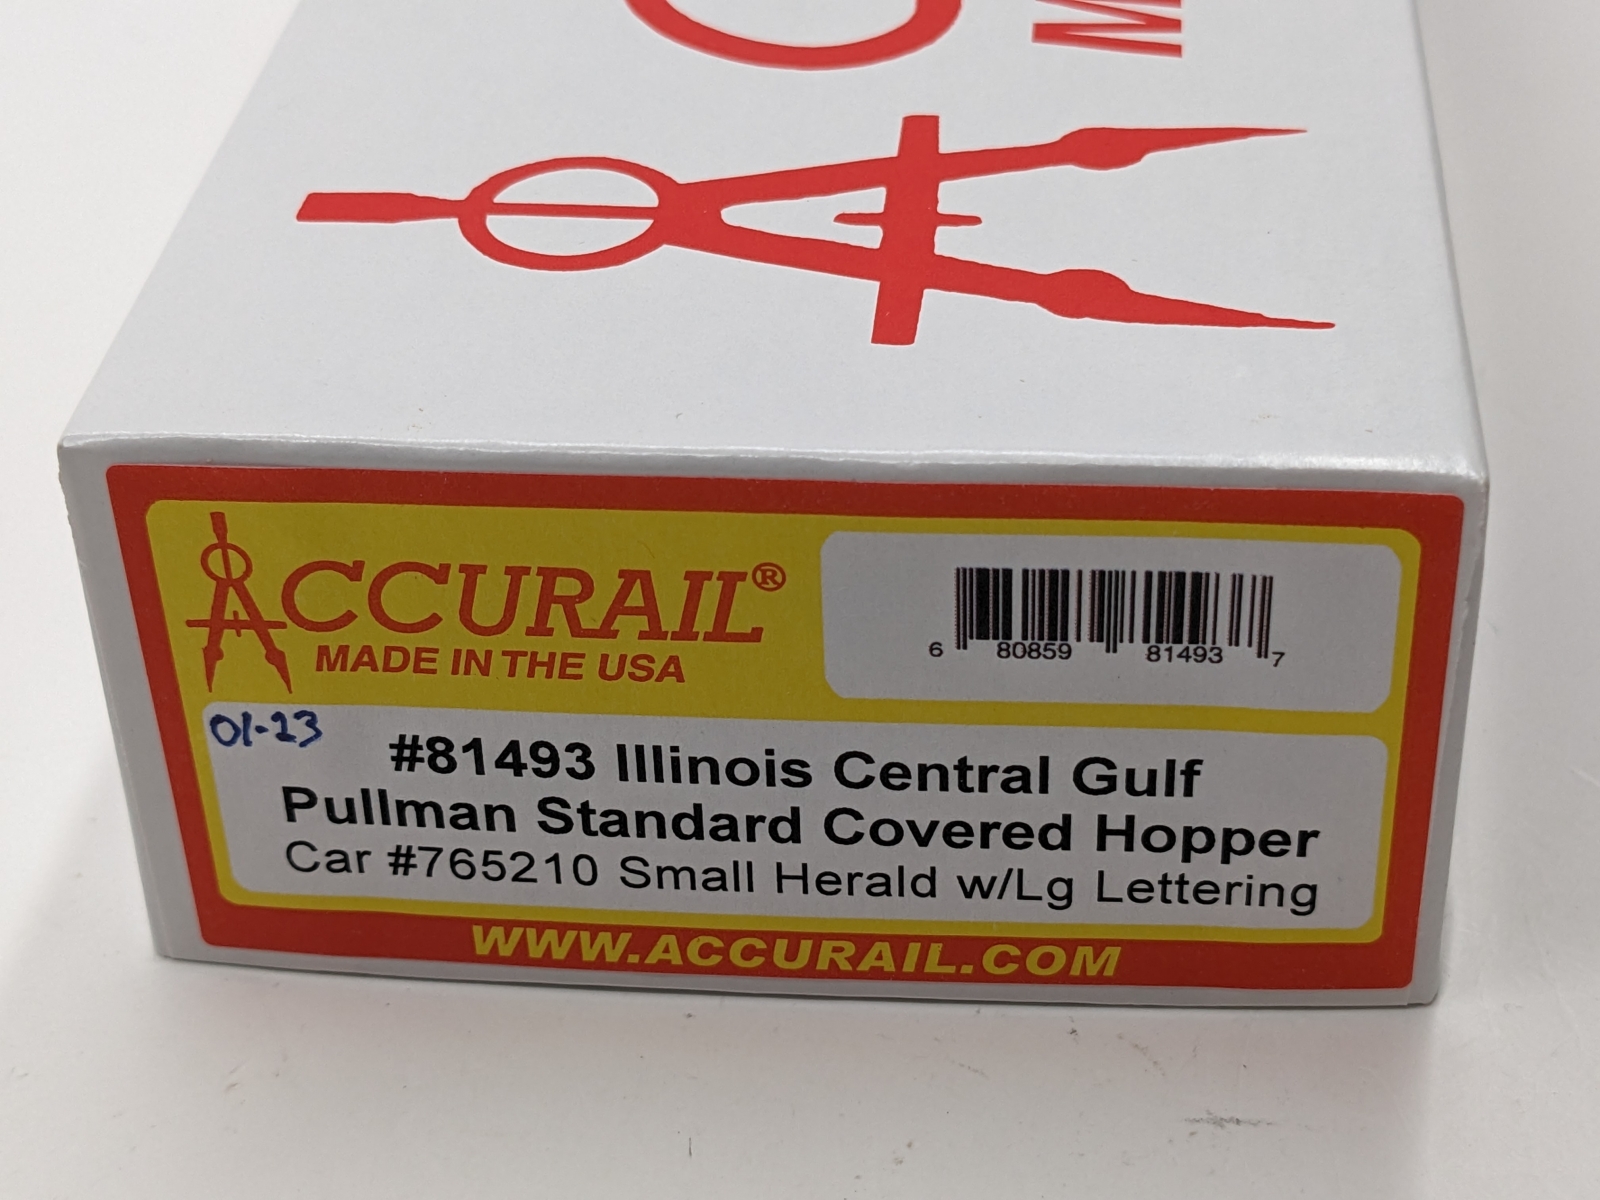 M
ACCURAIL®
MADE IN THE USA
6 80859 81493 7
01-23
#81493 Illinois Central Gulf
Pullman Standard Covered Hopper
Car #765210 Small Herald w/Lg Lettering
WWW.ACCURAIL.COM